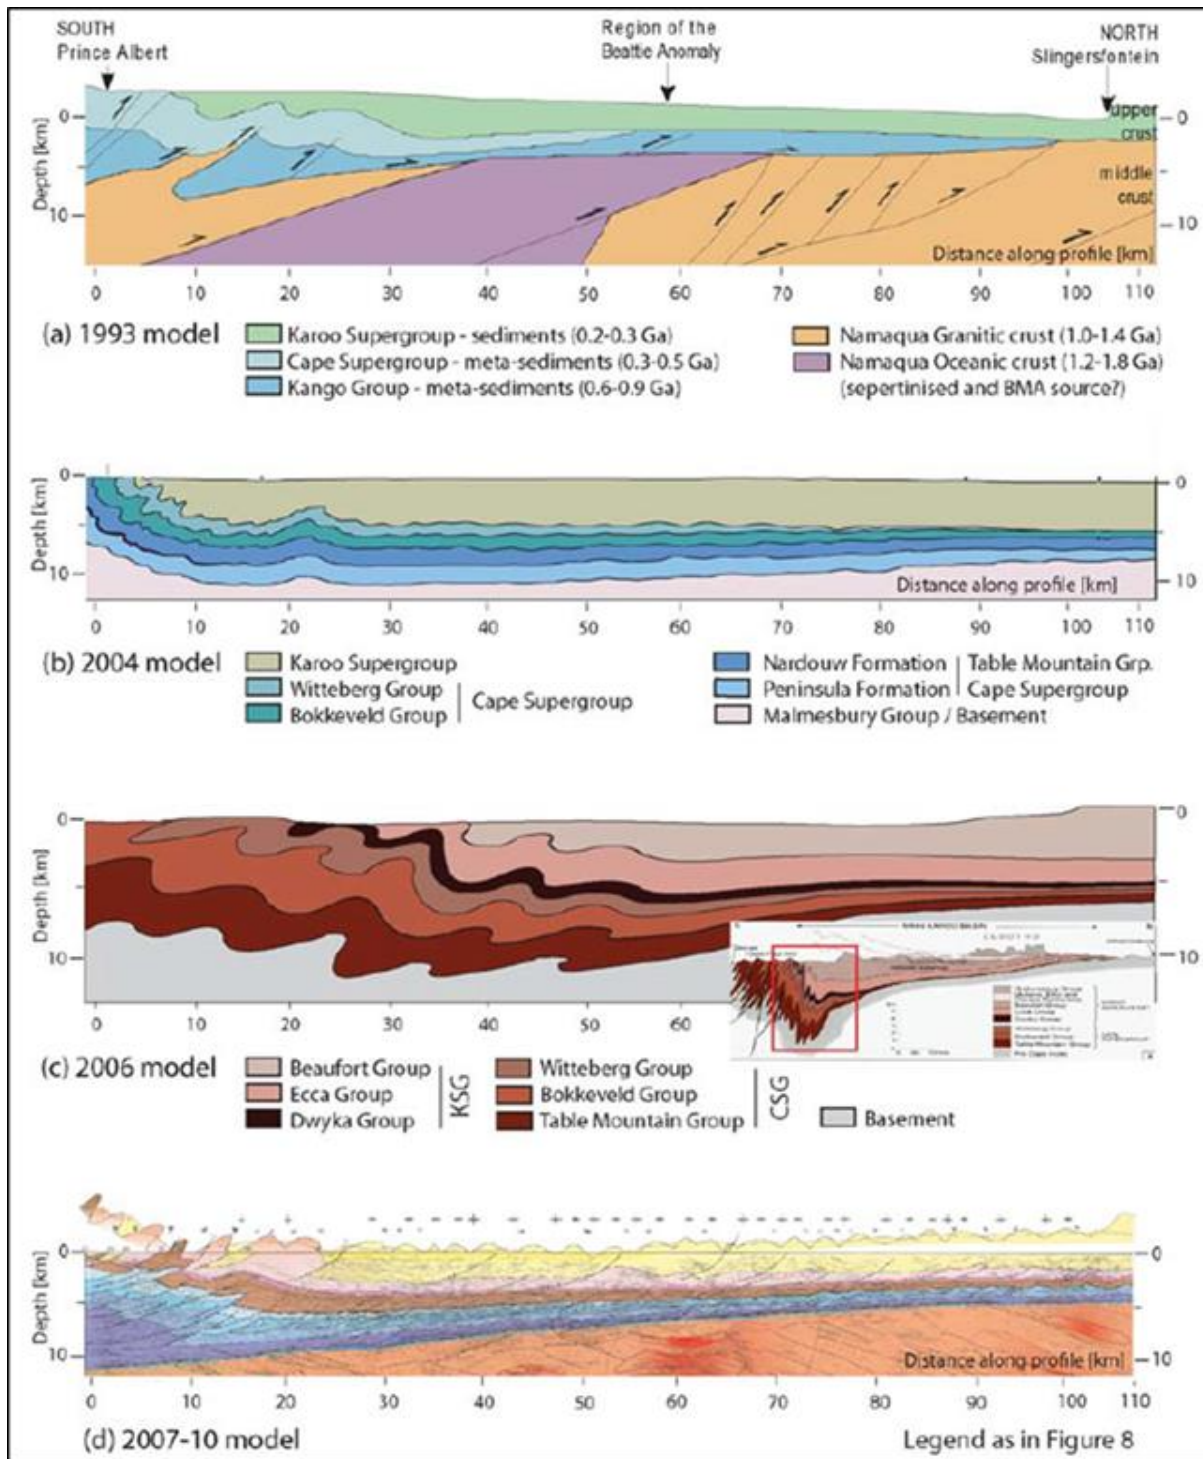 SOUTH
Prince Albert
Region of the
Beattie Anomaly
NORTH
Slingersfontein
upper
crust
middle
crust
Depth [km]
0
10
0
10
Distance along profile [km]
0 10 20 30 40 50 60 70 80 90 100 110
(a) 1993 model
Karoo Supergroup - sediments (0.2-0.3 Ga)
Cape Supergroup - meta-sediments (0.3-0.5 Ga)
Kango Group - meta-sediments (0.6-0.9 Ga)
Namaqua Granitic crust (1.0-1.4 Ga)
Namaqua Oceanic crust (1.2-1.8 Ga)
(sepertinised and BMA source?)
Depth [km]
0
10
0
10
Distance along profile [km]
0 10 20 30 40 50 60 70 80 90 100 110
(b) 2004 model
Karoo Supergroup
Witteberg Group
Bokkeveld Group
Cape Supergroup
Nardouw Formation
Peninsula Formation
Table Mountain Grp.
Cape Supergroup
Malmesbury Group / Basement
Depth [km]
0
10
0
10
0 10 20 30 40 50 60
(c) 2006 model
Beaufort Group
Ecca Group
Dwyka Group
KSG
Witteberg Group
Bokkeveld Group
Table Mountain Group
CSG
Basement
Depth [km]
0
10
0
10
Distance along profile [km]
0 10 20 30 40 50 60 70 80 90 100 110
(d) 2007-10 model
Legend as in Figure 8